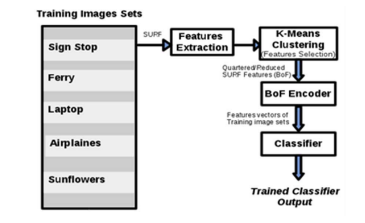 Training Images Sets
Sign Stop
Ferry
Laptop
Airplaines
Sunflowers
SURF
Features
Extraction
K-Means
Clustering
(Features Selection)
Quartered/Reduced
SURF Features (BoF)
BoF Encoder
Features vectors of
Training image sets
Classifier
Trained Classifier
Output